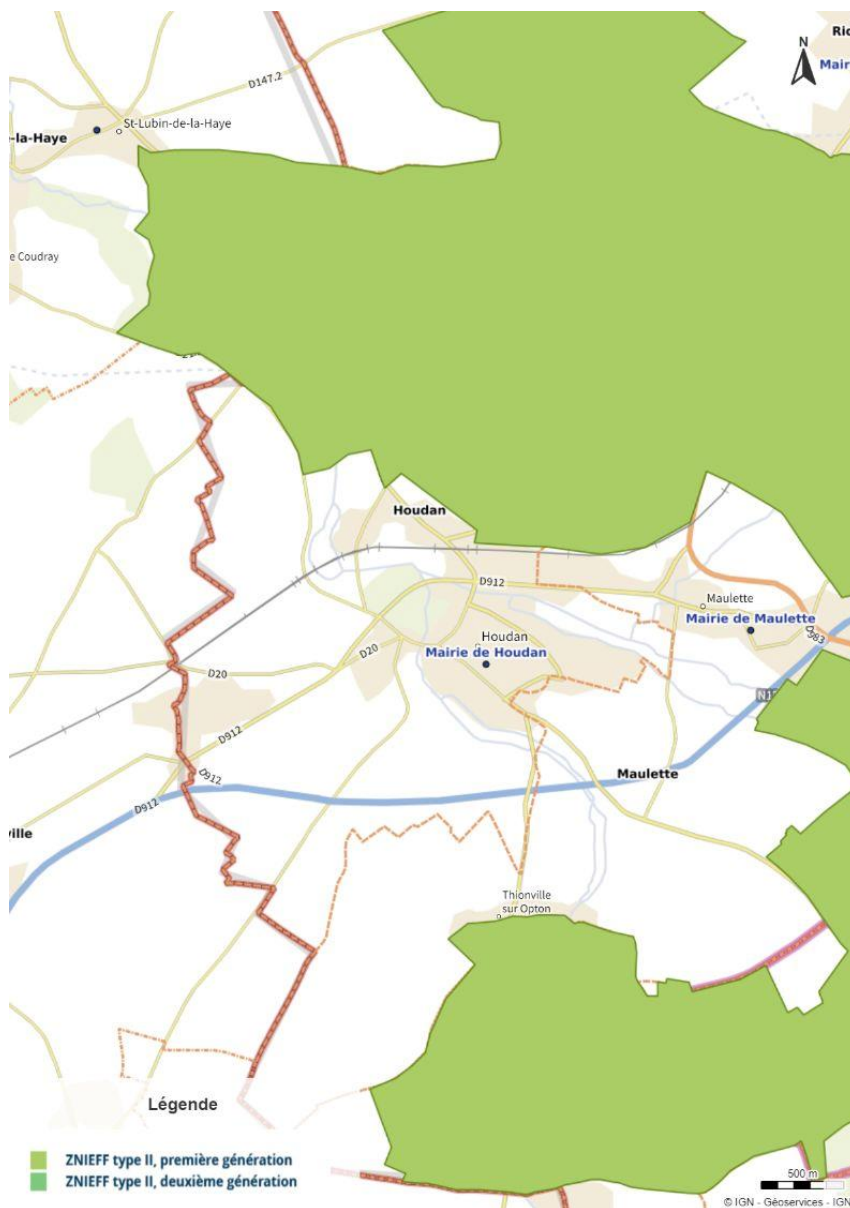 N
Mair
D147.2
St-Lubin-de-la-Haye
-la-Haye
e Coudray
Houdan
D912
Maulette
Mairie de Maulette
D983
Houdan
Mairie de Houdan
D20
D20
N12
D912
D912
Maulette
D912
ville
Thionville
sur Opton
Légende
ZNIEFF type II, première génération
ZNIEFF type II, deuxième génération
500 m
© IGN - Géoservices - IGN